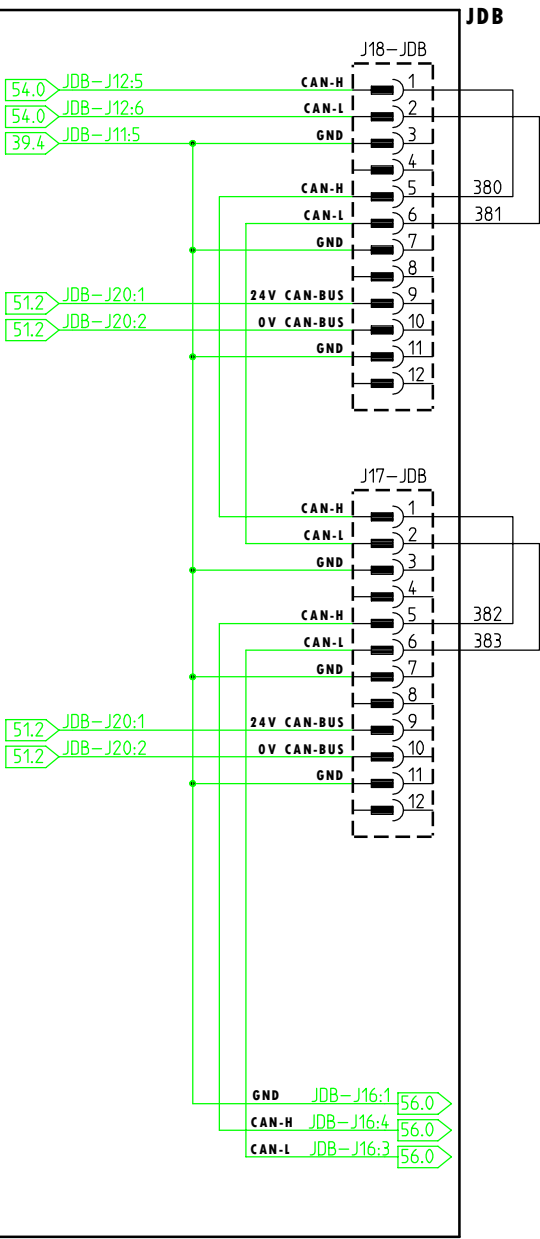 JDB
J18-JDB
54.0 JDB-J12:5 CAN-H 1
54.0 JDB-J12:6 CAN-L 2
39.4 JDB-J11:5 GND 3
4
CAN-H 5 380
CAN-L 6 381
GND 7
8
51.2 JDB-J20:1 24V CAN-BUS 9
51.2 JDB-J20:2 0V CAN-BUS 10
GND 11
12
J17-JDB
CAN-H 1
CAN-L 2
GND 3
4
CAN-H 5 382
CAN-L 6 383
GND 7
8
51.2 JDB-J20:1 24V CAN-BUS 9
51.2 JDB-J20:2 0V CAN-BUS 10
GND 11
12
GND JDB-J16:1 56.0
CAN-H JDB-J16:4 56.0
CAN-L JDB-J16:3 56.0